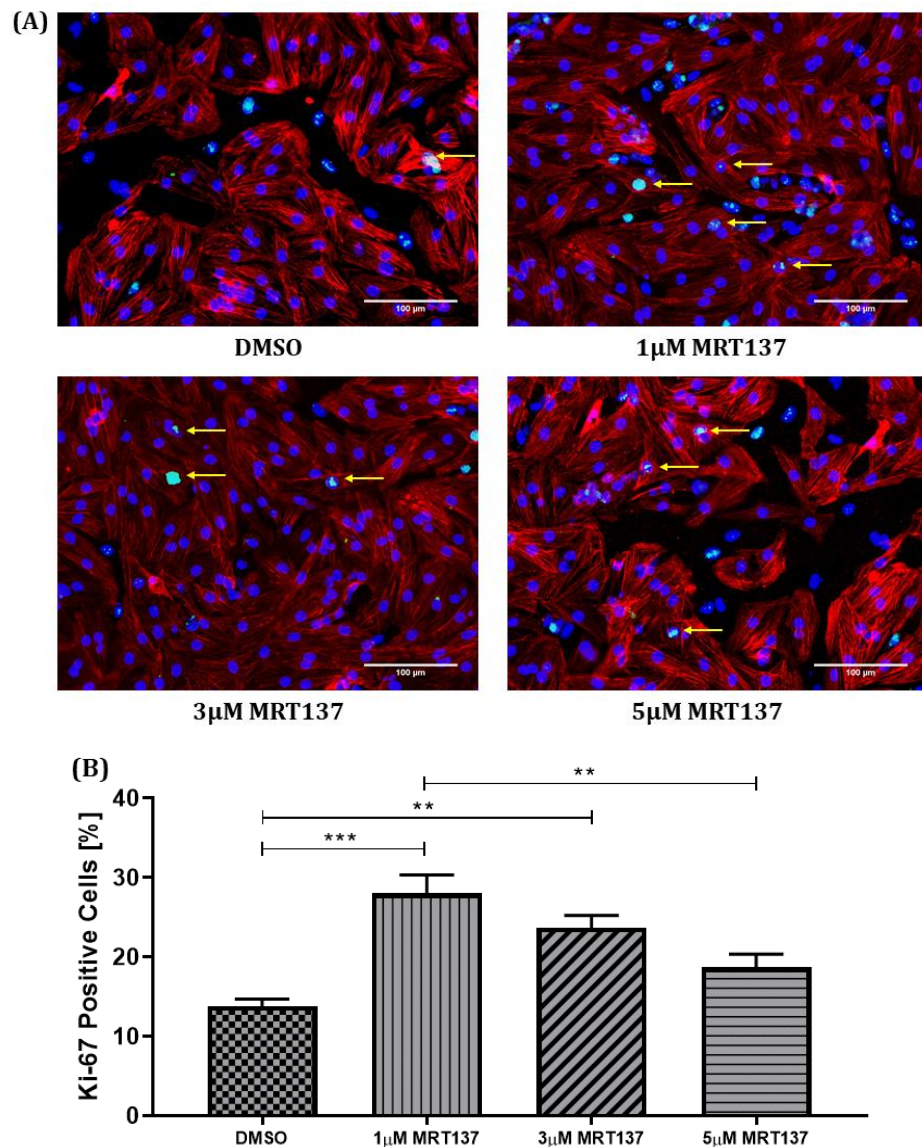 (A)
100 µm
100 µm
DMSO
1µM MRT137
100 µm
100 µm
3µM MRT137
5µM MRT137
(B)
**
**
***
Ki-67 Positive Cells [%]
40
30
20
10
0
DMSO
1µM MRT137
3µM MRT137
5µM MRT137